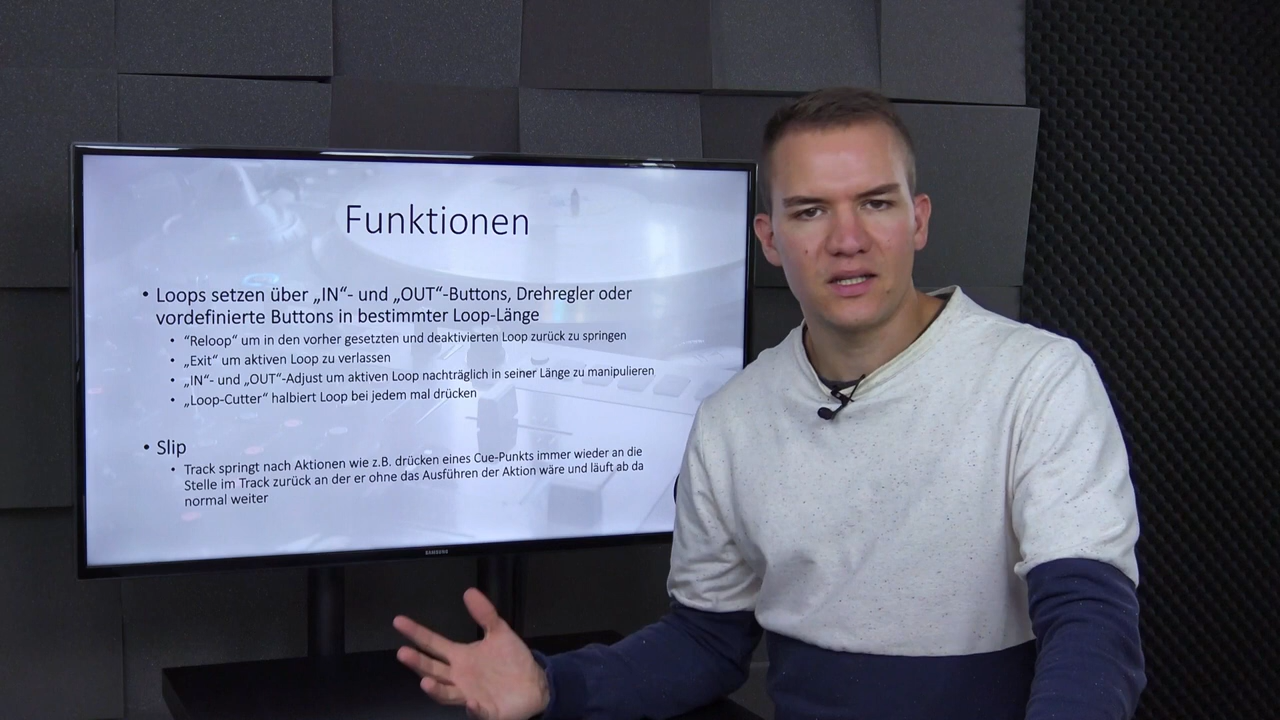 Funktionen
• Loops setzen über „IN“- und „OUT“-Buttons, Drehregler oder
vordefinierte Buttons in bestimmter Loop-Länge
• “Reloop“ um in den vorher gesetzten und deaktivierten Loop zurück zu springen
• „Exit“ um aktiven Loop zu verlassen
• „IN“- und „OUT“-Adjust um aktiven Loop nachträglich in seiner Länge zu manipulieren
• „Loop-Cutter“ halbiert Loop bei jedem mal drücken
• Slip
• Track springt nach Aktionen wie z.B. drücken eines Cue-Punkts immer wieder an die
Stelle im Track zurück an der er ohne das Ausführen der Aktion wäre und läuft ab da
normal weiter
SAMSUNG